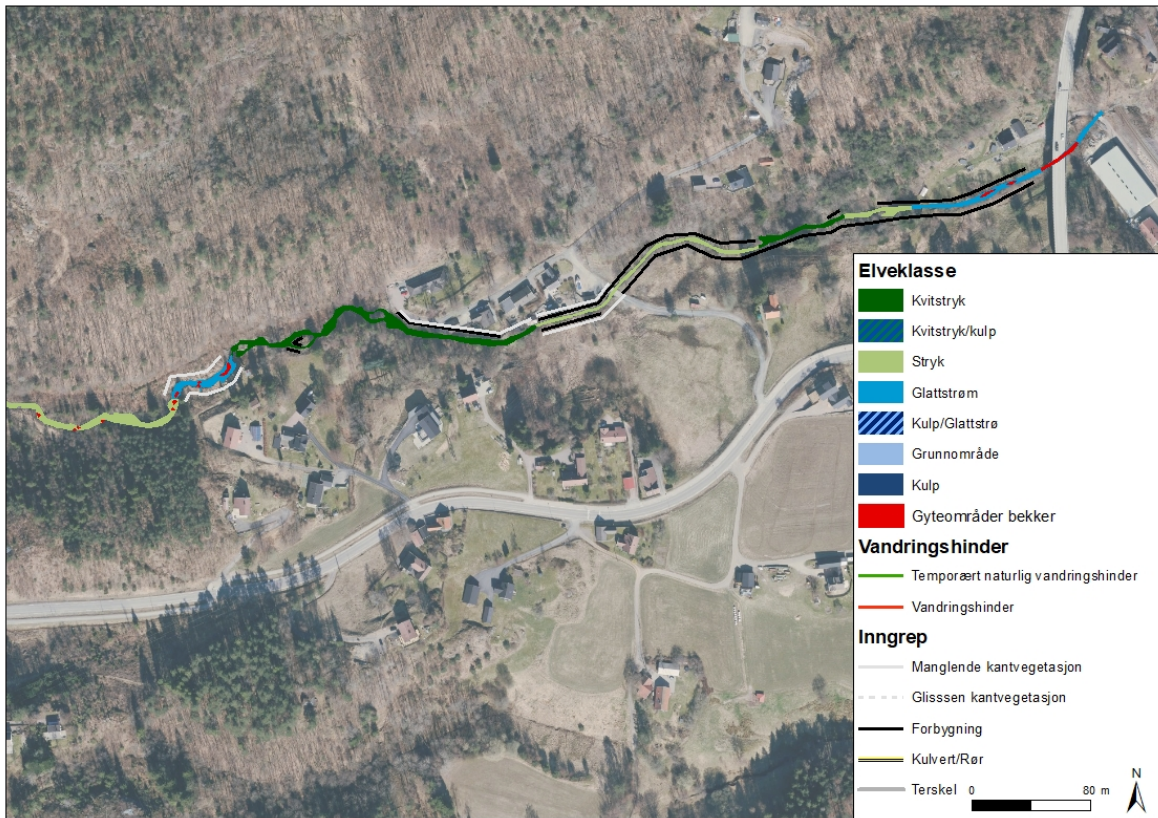 Elveklasse
Kvitstryk
Kvitstryk/kulp
Stryk
Glattstrøm
Kulp/Glattstrø
Grunnområde
Kulp
Gyteområder bekker
Vandringshinder
Temporært naturlig vandringshinder
Vandringshinder
Inngrep
Manglende kantvegetasjon
Glisssen kantvegetasjon
Forbygning
Kulvert/Rør
Terskel
0 80 m
N